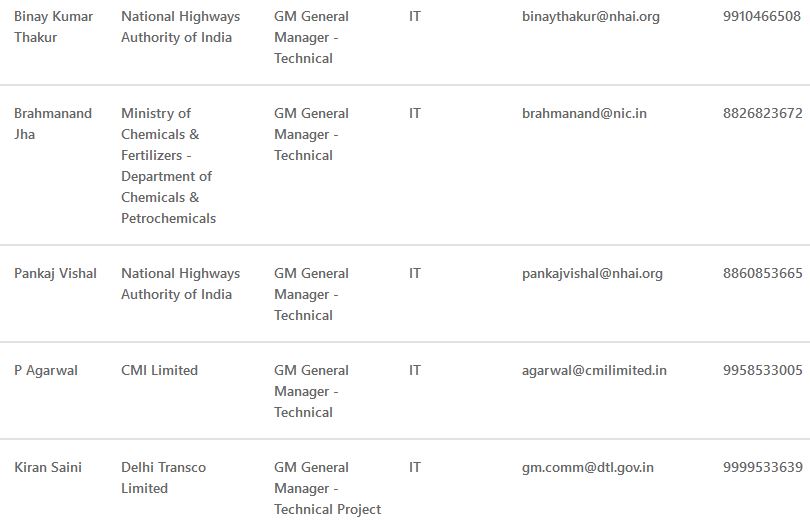 Binay Kumar National Highways GM General IT binaythakur@nhai.org 9910466508
Thakur Authority of India Manager -
Technical
Brahmanand Ministry of GM General IT brahmanand@nic.in 8826823672
Jha Chemicals & Manager -
Fertilizers - Technical
Department of
Chemicals &
Petrochemicals
Pankaj Vishal National Highways GM General IT pankajvishal@nhai.org 8860853665
Authority of India Manager -
Technical
P Agarwal CMI Limited GM General IT agarwal@cmilimited.in 9958533005
Manager -
Technical
Kiran Saini Delhi Transco GM General IT gm.comm@dtl.gov.in 9999533639
Limited Manager -
Technical Project